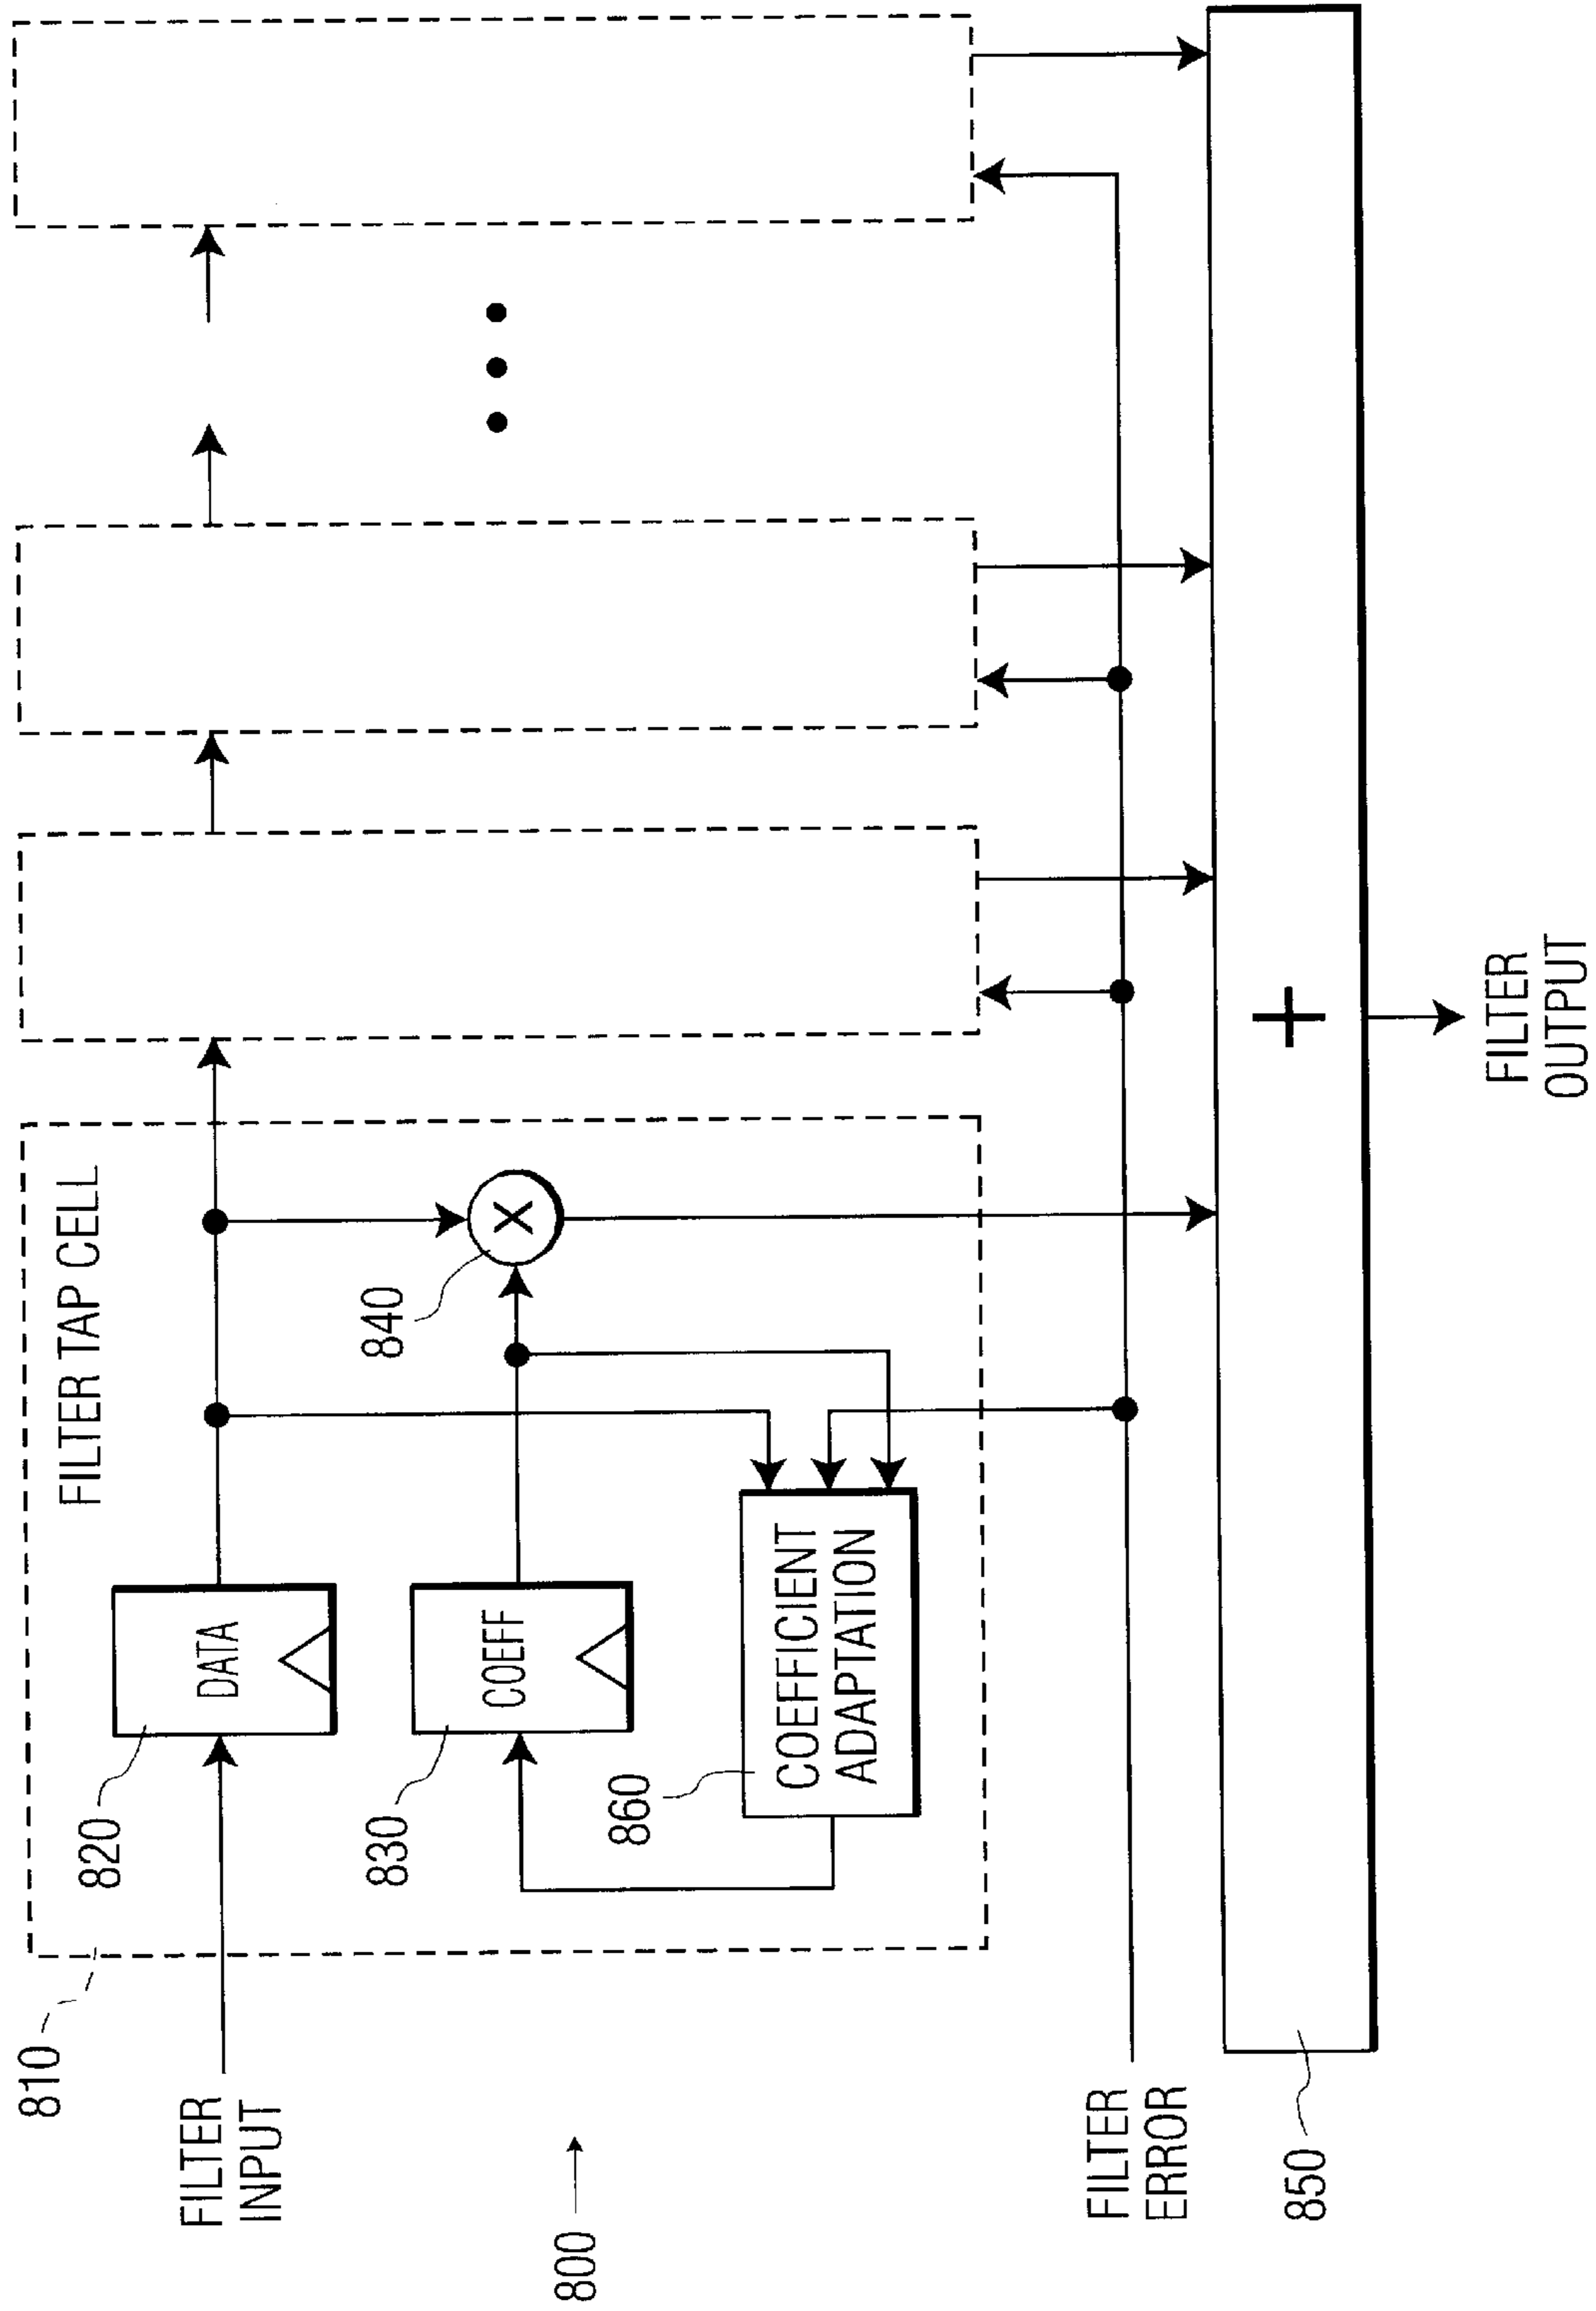 810
FILTER TAP CELL
820
DATA
FILTER
INPUT
840
X
830
COEFF
800
860
COEFFICIENT
ADAPTATION
FILTER
ERROR
850
+
FILTER
OUTPUT